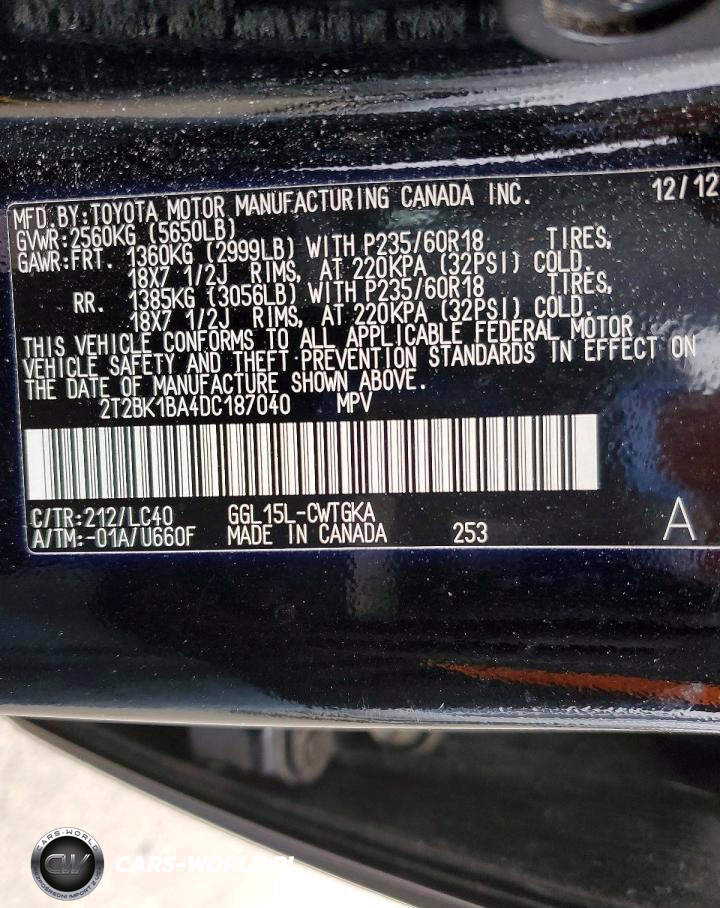 MFD. BY: TOYOTA MOTOR MANUFACTURING CANADA INC. 12/12
GVWR: 2560KG (5650LB)
GAWR: FRT. 1360KG (2999LB) WITH P235/60R18 TIRES,
18X7 1/2J RIMS, AT 220KPA (32PSI) COLD.
RR. 1385KG (3056LB) WITH P235/60R18 TIRES,
18X7 1/2J RIMS, AT 220KPA (32PSI) COLD.
THIS VEHICLE CONFORMS TO ALL APPLICABLE FEDERAL MOTOR
VEHICLE SAFETY AND THEFT PREVENTION STANDARDS IN EFFECT ON
THE DATE OF MANUFACTURE SHOWN ABOVE.
2T2BK1BA4DC187040 MPV
C/TR: 212/LC40 GGL15L-CWTGKA
A/TM: -01A/U660F MADE IN CANADA 253 A
CARS-WORLD
CW
CARS-WORLD.PL